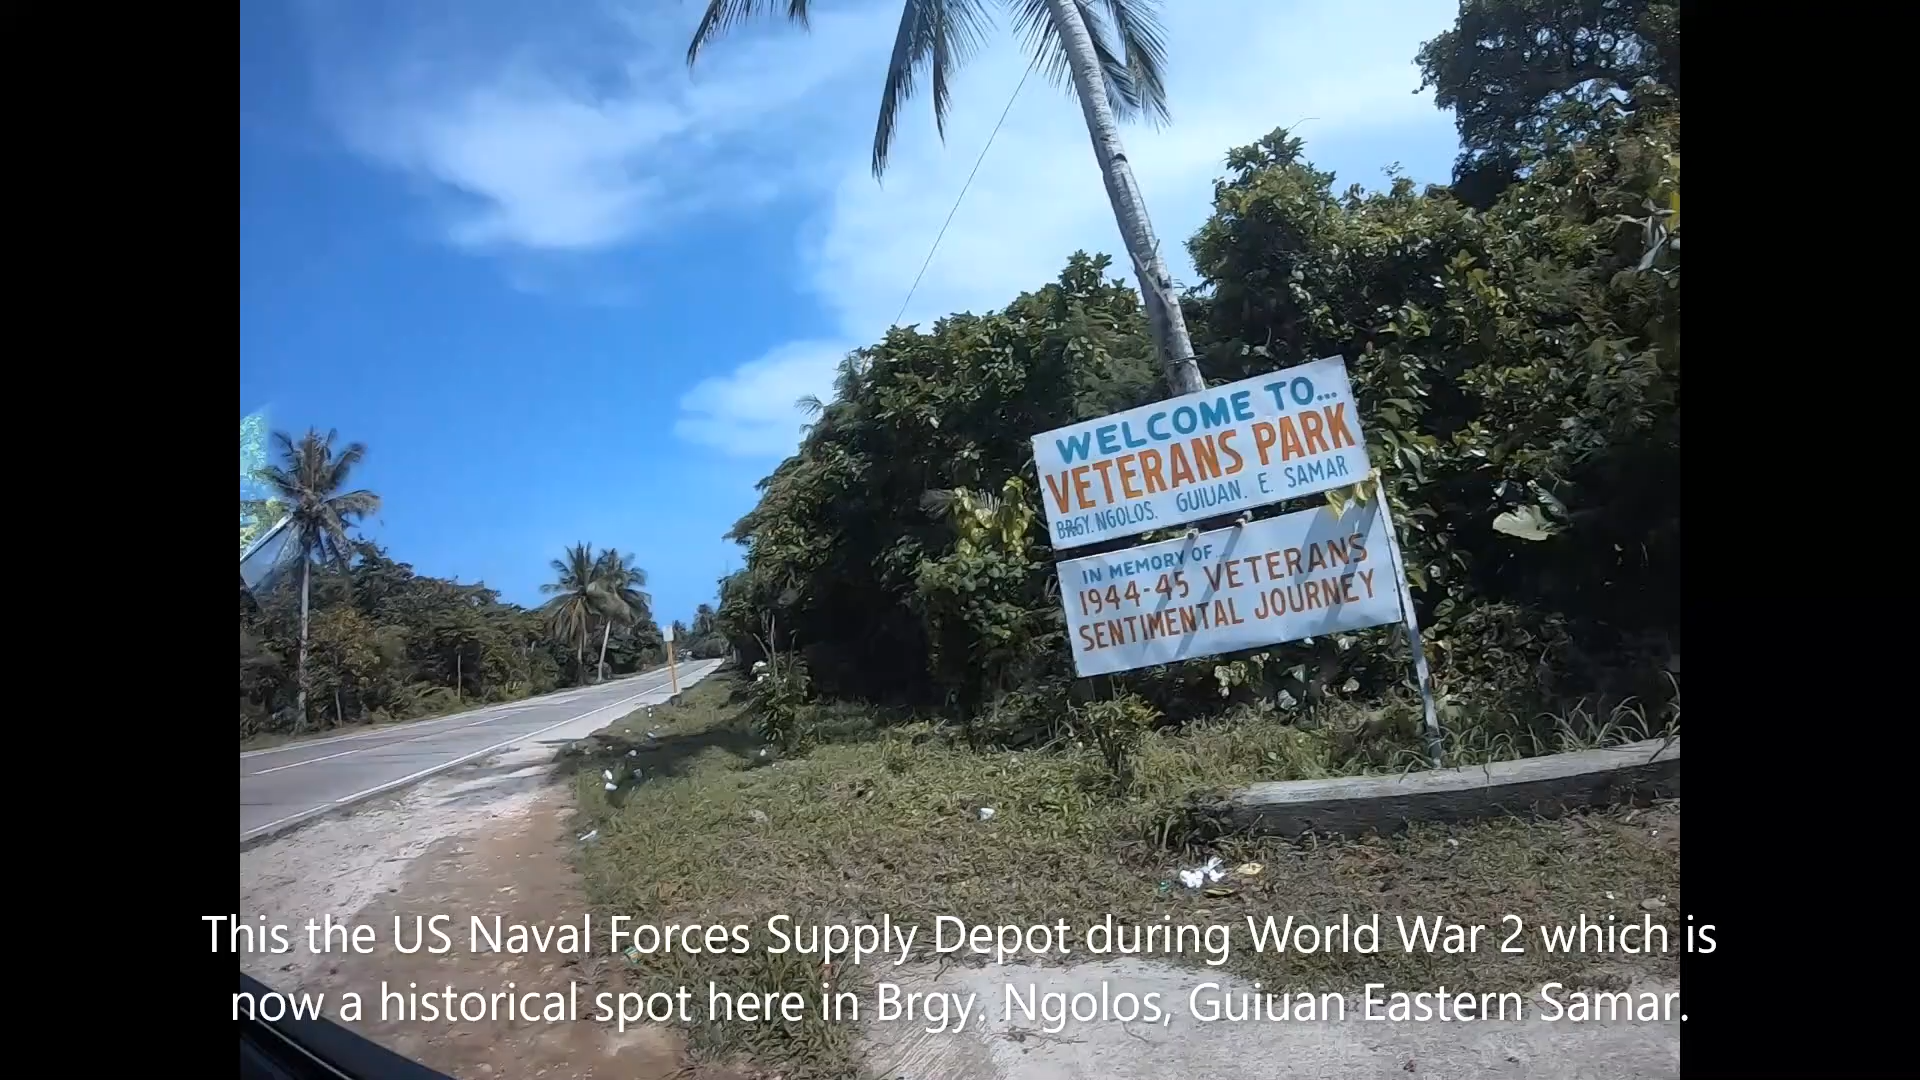 WELCOME TO...
VETERANS PARK
BRGY. NGOLOS. GUIUAN. E. SAMAR
IN MEMORY OF...
1944-45 VETERANS
SENTIMENTAL JOURNEY
This the US Naval Forces Supply Depot during World War 2 which is
now a historical spot here in Brgy. Ngolos, Guiuan Eastern Samar.